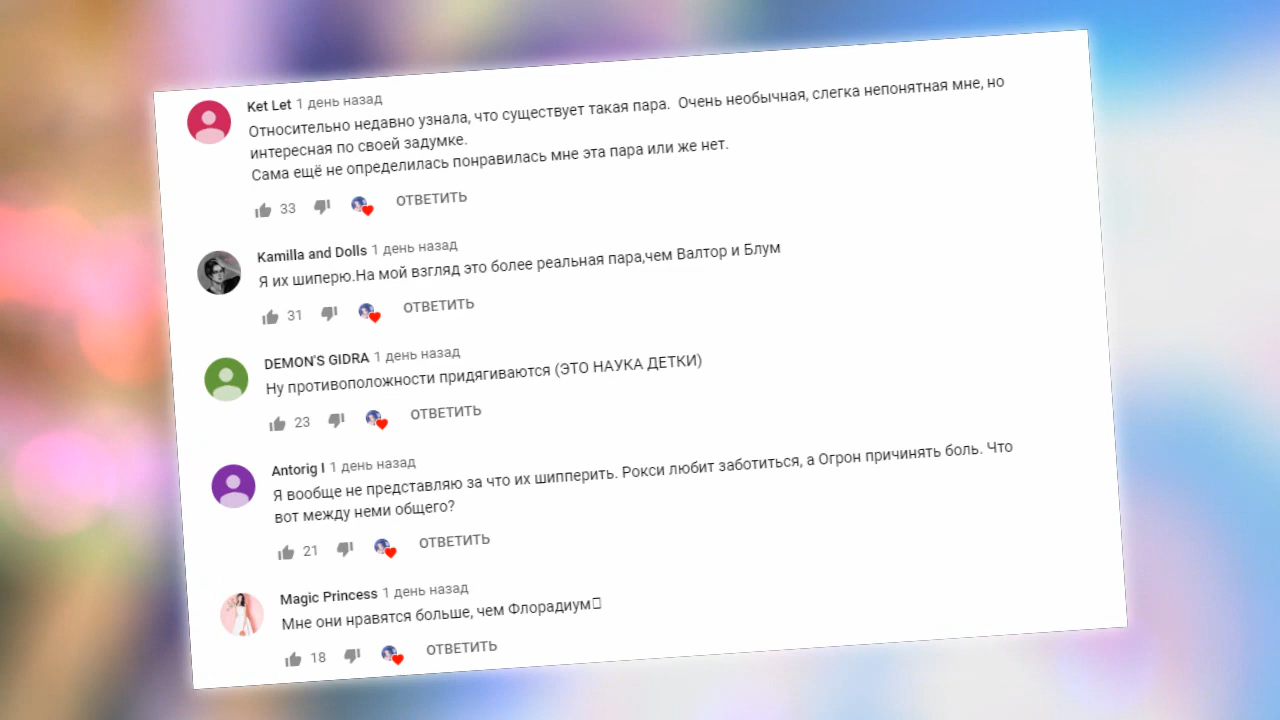 Ket Let 1 день назад
Относительно недавно узнала, что существует такая пара. Очень необычная, слегка непонятная мне, но
интересная по своей задумке.
Сама ещё не определилась понравилась мне эта пара или же нет.
33 ОТВЕТИТЬ
Kamilla and Dolls 1 день назад
Я их шиперю.На мой взгляд это более реальная пара,чем Валтор и Блум
31 ОТВЕТИТЬ
DEMON'S GIDRA 1 день назад
Ну противоположности придягиваются (ЭТО НАУКА ДЕТКИ)
23 ОТВЕТИТЬ
Antorig I 1 день назад
Я вообще не представляю за что их шипперить. Рокси любит заботиться, а Огрон причинять боль. Что
вот между неми общего?
21 ОТВЕТИТЬ
Magic Princess 1 день назад
Мне они нравятся больше, чем Флорадиум
18 ОТВЕТИТЬ